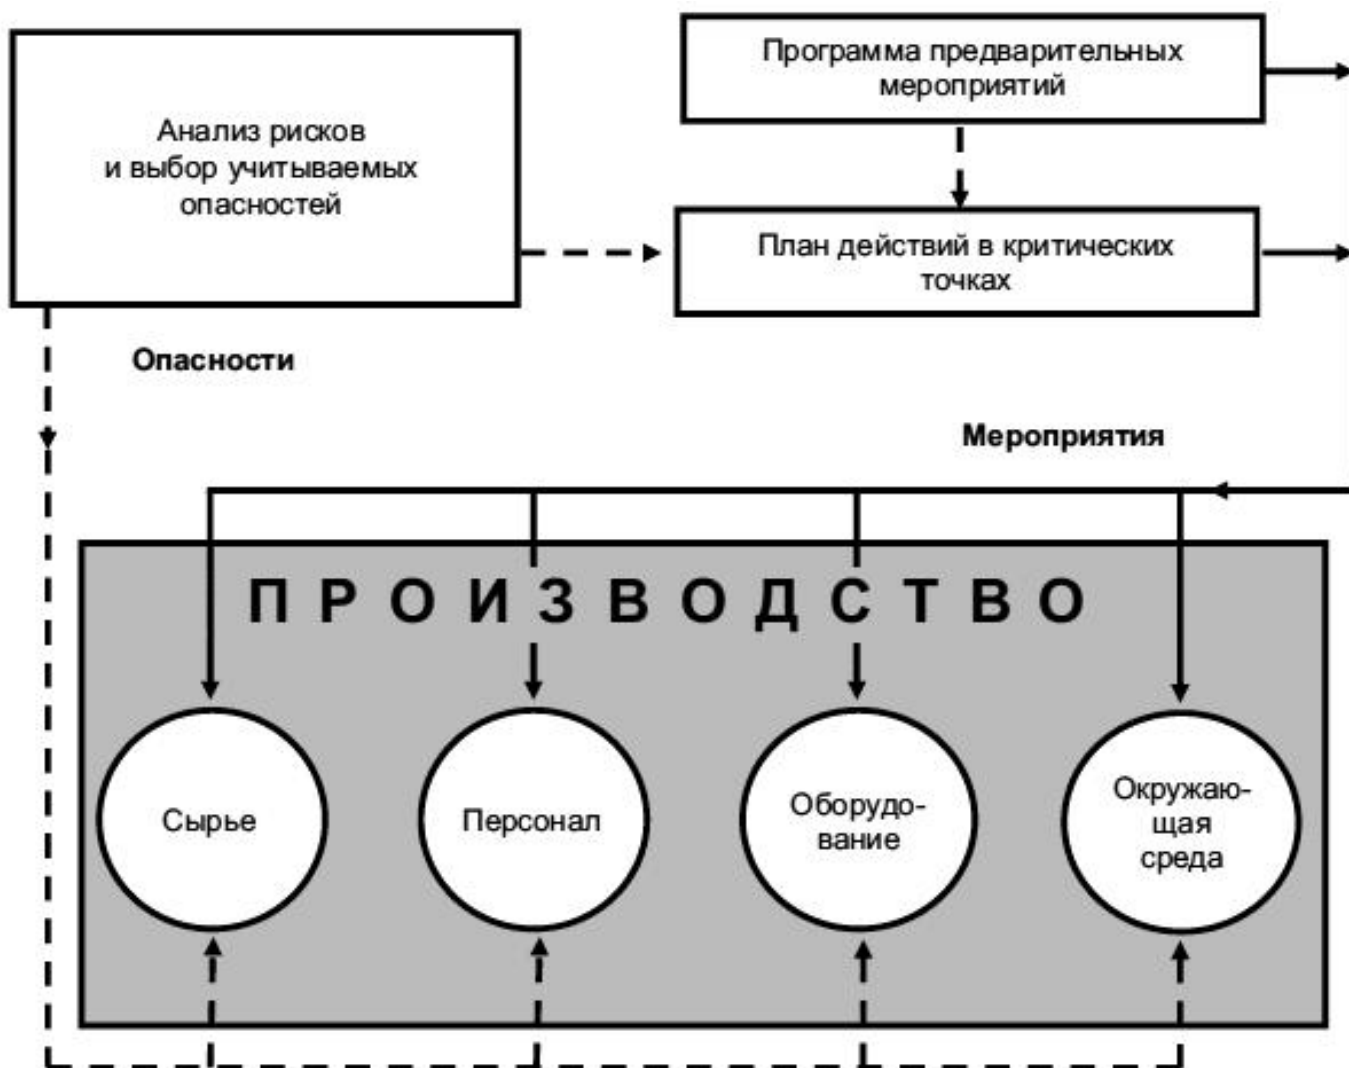 Программа предварительных
мероприятий
Анализ рисков
и выбор учитываемых
опасностей
План действий в критических
точках
Опасности
Мероприятия
ПРОИЗВОДСТВО
Сырье
Персонал
Оборудо-
вание
Окружаю-
щая
среда